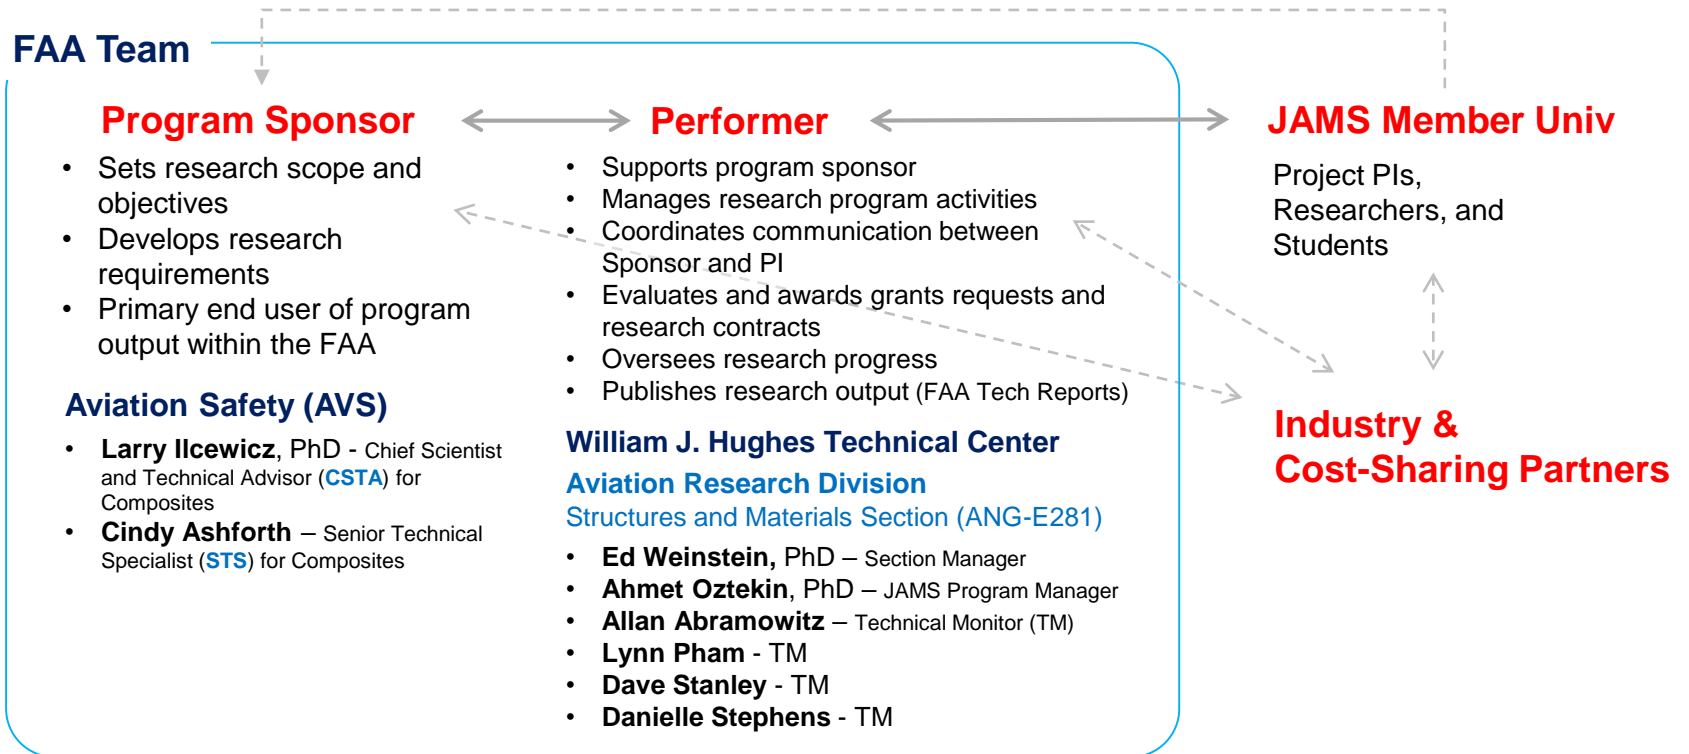 FAA Team
Program Sponsor
• Sets research scope and
objectives
• Develops research
requirements
• Primary end user of program
output within the FAA
Aviation Safety (AVS)
• Larry Ilcewicz, PhD - Chief Scientist
and Technical Advisor (CSTA) for
Composites
• Cindy Ashforth – Senior Technical
Specialist (STS) for Composites
Performer
• Supports program sponsor
• Manages research program activities
• Coordinates communication between
Sponsor and PI
• Evaluates and awards grants requests and
research contracts
• Oversees research progress
• Publishes research output (FAA Tech Reports)
William J. Hughes Technical Center
Aviation Research Division
Structures and Materials Section (ANG-E281)
• Ed Weinstein, PhD – Section Manager
• Ahmet Oztekin, PhD – JAMS Program Manager
• Allan Abramowitz – Technical Monitor (TM)
• Lynn Pham - TM
• Dave Stanley - TM
• Danielle Stephens - TM
JAMS Member Univ
Project PIs,
Researchers, and
Students
Industry &
Cost-Sharing Partners